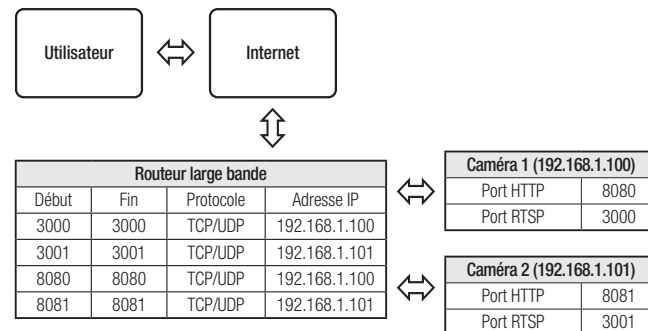 Utilisateur
Internet
Routeur large bande
Début Fin Protocole Adresse IP
3000 3000 TCP/UDP 192.168.1.100
3001 3001 TCP/UDP 192.168.1.101
8080 8080 TCP/UDP 192.168.1.100
8081 8081 TCP/UDP 192.168.1.101
Caméra 1 (192.168.1.100)
Port HTTP 8080
Port RTSP 3000
Caméra 2 (192.168.1.101)
Port HTTP 8081
Port RTSP 3001